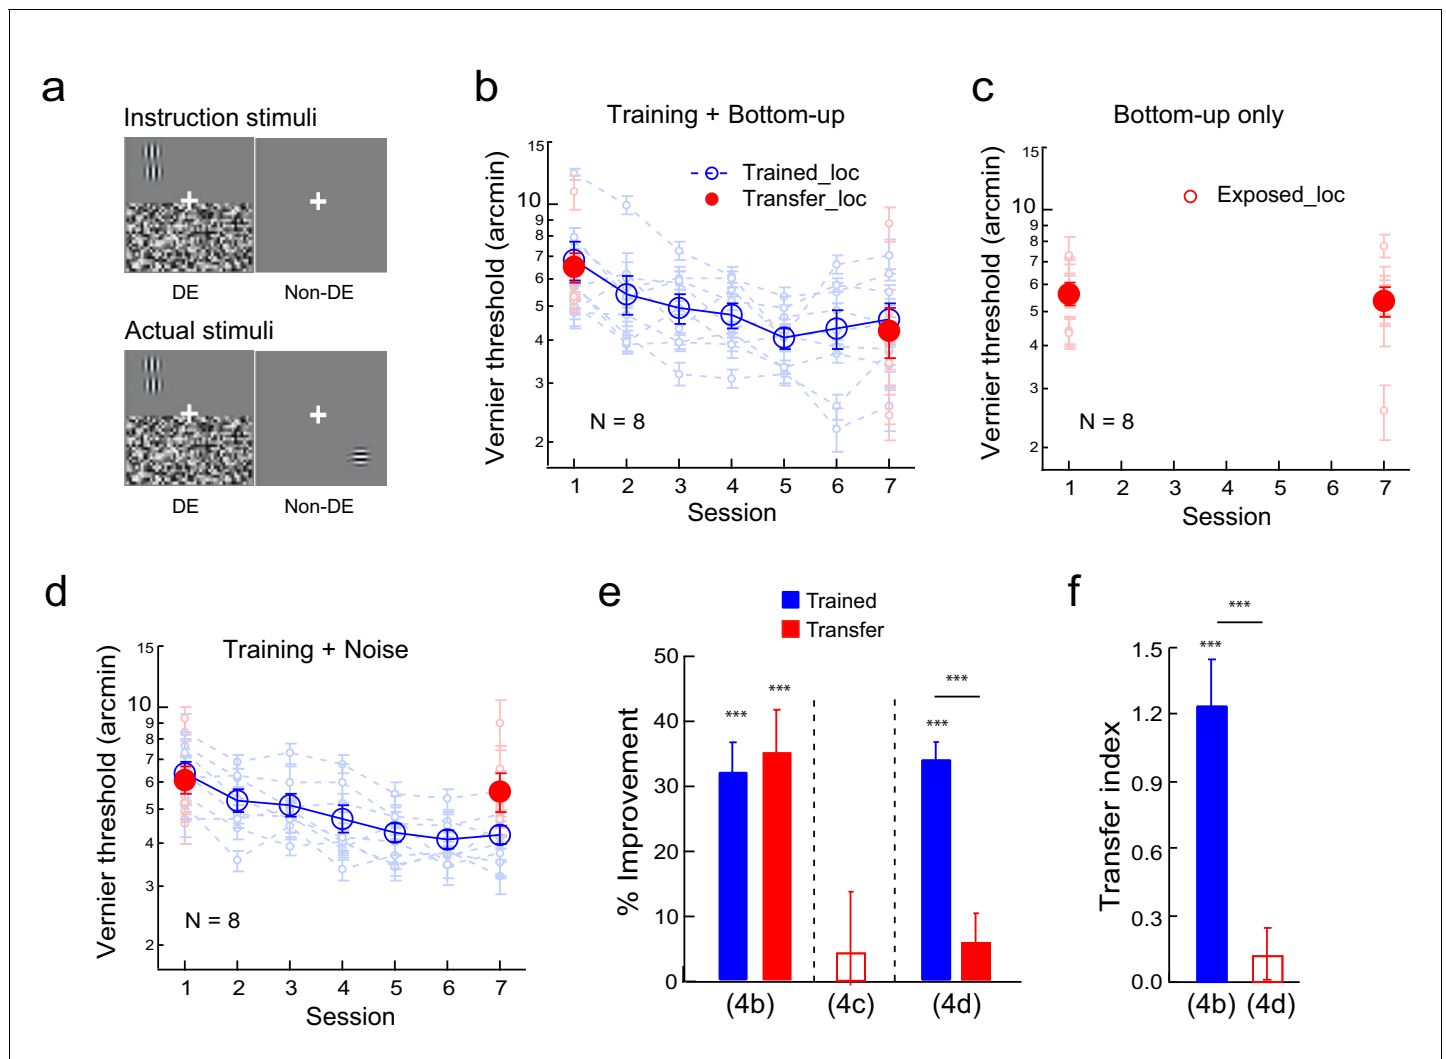 a
Instruction stimuli
DE Non-DE
Actual stimuli
DE Non-DE
b
Training + Bottom-up
Vernier threshold (arcmin)
15
10
9
8
7
6
5
4
3
2
Trained_loc
Transfer_loc
N = 8
1 2 3 4 5 6 7
Session
c
Bottom-up only
Vernier threshold (arcmin)
15
10
9
8
7
6
5
4
3
2
Exposed_loc
N = 8
1 2 3 4 5 6 7
Session
d
Training + Noise
Vernier threshold (arcmin)
15
10
9
8
7
6
5
4
3
2
N = 8
1 2 3 4 5 6 7
Session
e
Trained
Transfer
% Improvement
50
40
30
20
10
0
*** *** *** ***
(4b) (4c) (4d)
f
Transfer index
1.5
1.2
0.9
0.6
0.3
0.0
***
***
(4b) (4d)